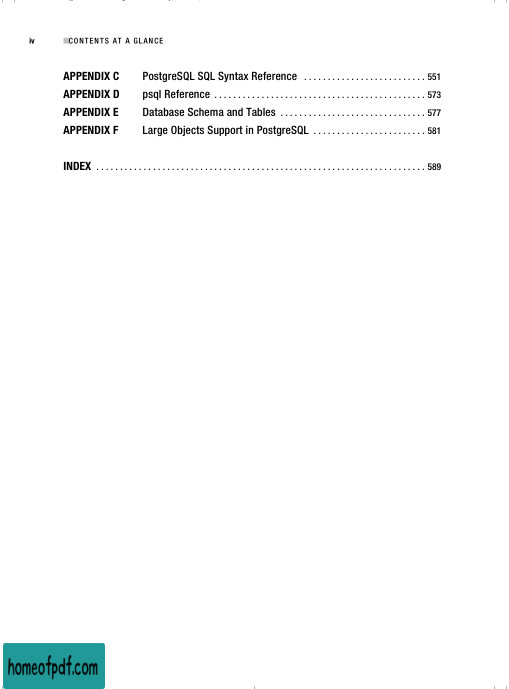 iv ■CONTENTS AT A GLANCE
APPENDIX C PostgreSQL SQL Syntax Reference . . . . . . . . . . . . . . . . . . . . . . . . . . 551
APPENDIX D psql Reference . . . . . . . . . . . . . . . . . . . . . . . . . . . . . . . . . . . . . . . . . . . . . 573
APPENDIX E Database Schema and Tables . . . . . . . . . . . . . . . . . . . . . . . . . . . . . . . 577
APPENDIX F Large Objects Support in PostgreSQL . . . . . . . . . . . . . . . . . . . . . . . . 581
INDEX . . . . . . . . . . . . . . . . . . . . . . . . . . . . . . . . . . . . . . . . . . . . . . . . . . . . . . . . . . . . . . . . . . . . . . 589
homeofpdf.com